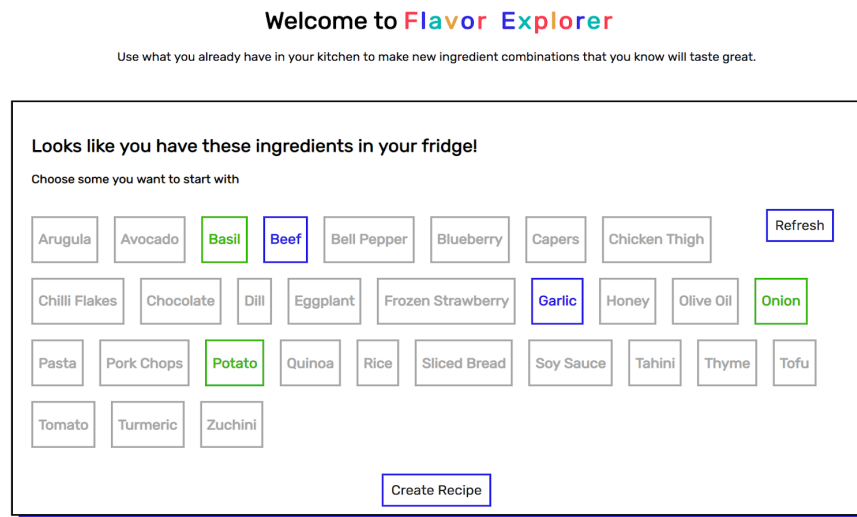 Welcome to Flavor Explorer
Use what you already have in your kitchen to make new ingredient combinations that you know will taste great.
Looks like you have these ingredients in your fridge!
Choose some you want to start with
Arugula Avocado Basil Beef Bell Pepper Blueberry Capers Chicken Thigh Refresh
Chilli Flakes Chocolate Dill Eggplant Frozen Strawberry Garlic Honey Olive Oil Onion
Pasta Pork Chops Potato Quinoa Rice Sliced Bread Soy Sauce Tahini Thyme Tofu
Tomato Turmeric Zuchini
Create Recipe